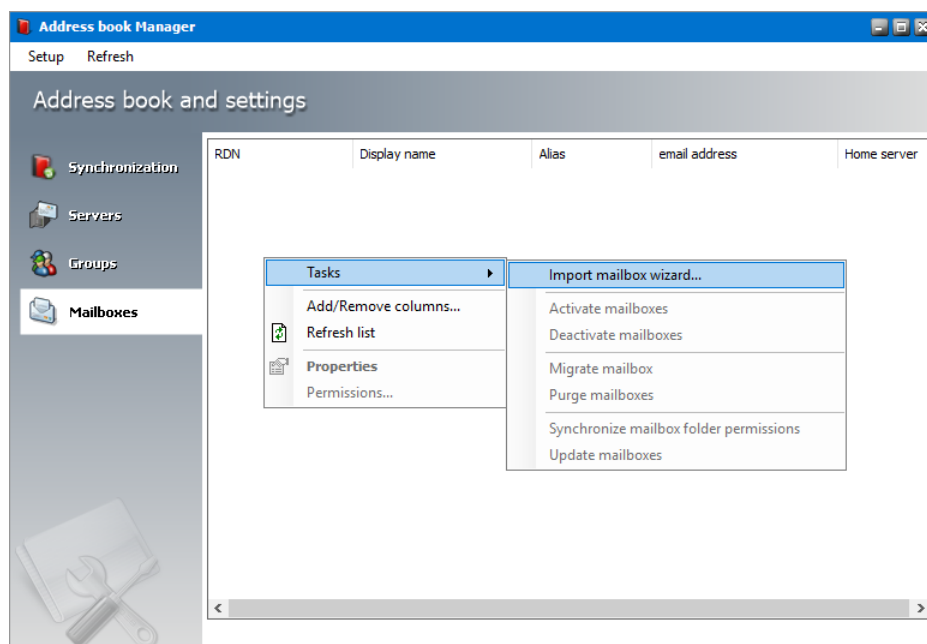 Address book Manager
Setup Refresh
Address book and settings
Synchronization
Servers
Groups
Mailboxes
RDN Display name Alias email address Home server
Tasks
Add/Remove columns...
Refresh list
Properties
Permissions...
Import mailbox wizard...
Activate mailboxes
Deactivate mailboxes
Migrate mailbox
Purge mailboxes
Synchronize mailbox folder permissions
Update mailboxes